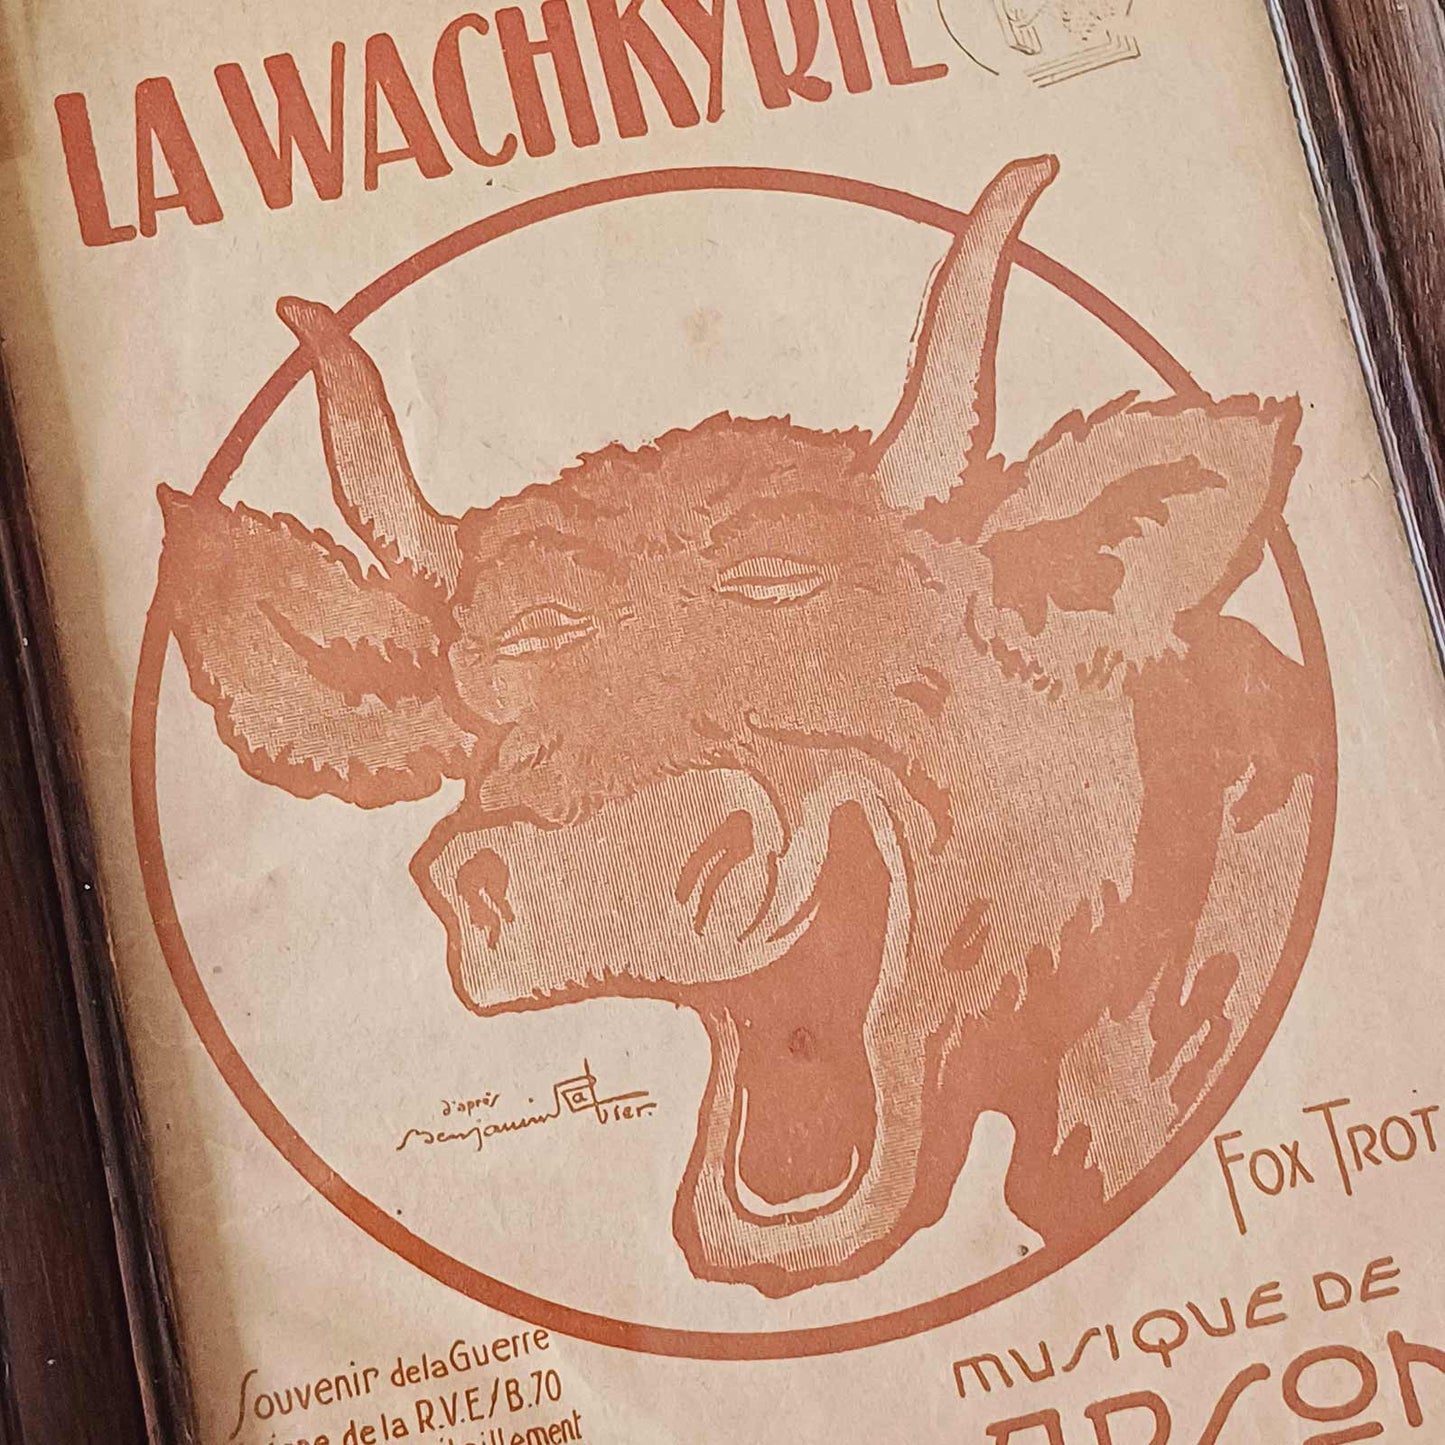 LA WACHKYRIE
d'après
Benjamin Rabier.
FOX TROT
MUSIQUE DE
Souvenir de la Guerre
de la R.V.F/B.70